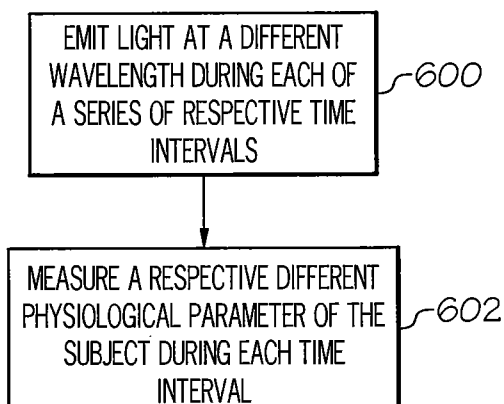 EMIT LIGHT AT A DIFFERENT
WAVELENGTH DURING EACH OF
A SERIES OF RESPECTIVE TIME
INTERVALS
600
MEASURE A RESPECTIVE DIFFERENT
PHYSIOLOGICAL PARAMETER OF THE
SUBJECT DURING EACH TIME
INTERVAL
602